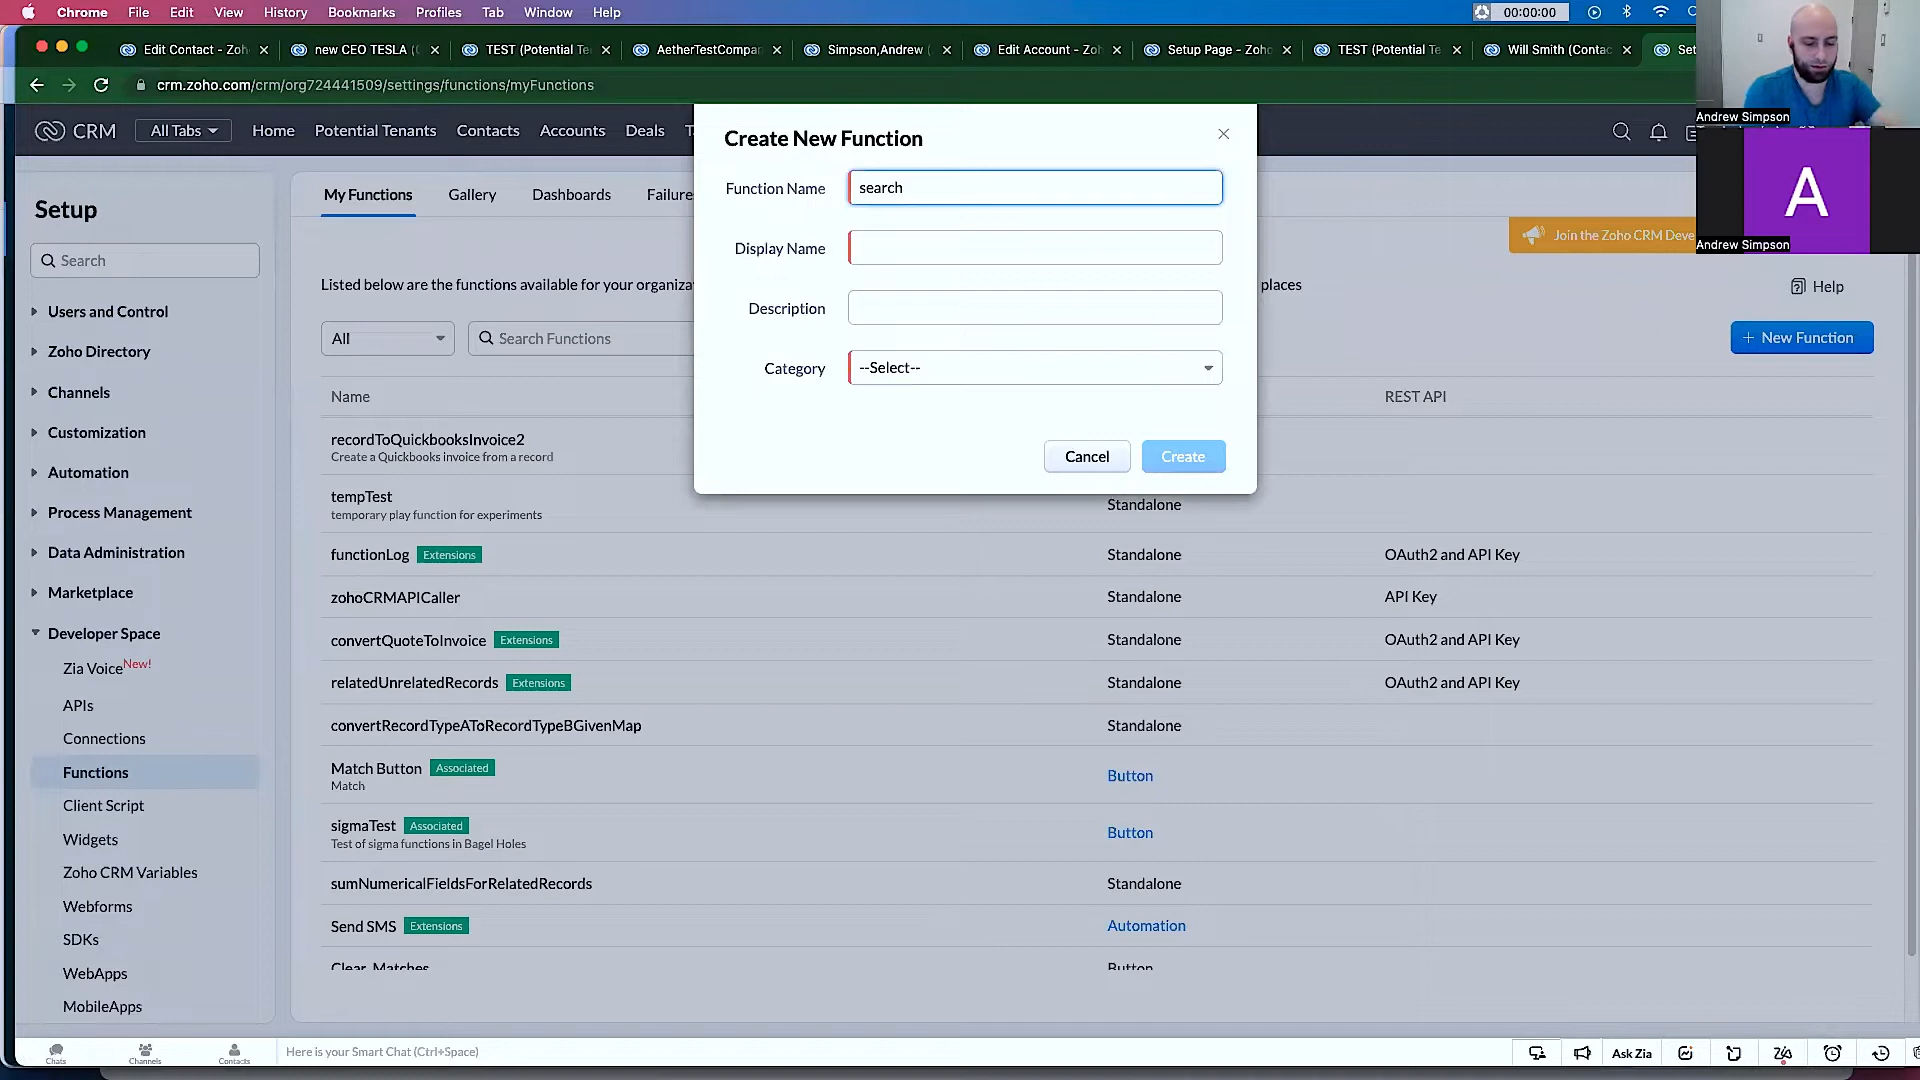 Chrome File Edit View History Bookmarks Profiles Tab Window Help
00:00:00
Edit Contact - Zoh
new CEO TESLA (
TEST (Potential Te
AetherTestCompan
Simpson,Andrew (
Edit Account - Zoh
Setup Page - Zoho
TEST (Potential Te
Will Smith (Contac
Set
crm.zoho.com/crm/org724441509/settings/functions/myFunctions
Andrew Simpson
A
Andrew Simpson
CRM
All Tabs
Home Potential Tenants Contacts Accounts Deals T
Setup
Search
Users and Control
Zoho Directory
Channels
Customization
Automation
Process Management
Data Administration
Marketplace
Developer Space
Zia Voice New!
APIs
Connections
Functions
Client Script
Widgets
Zoho CRM Variables
Webforms
SDKs
WebApps
MobileApps
My Functions Gallery Dashboards Failures
Join the Zoho CRM Deve
Listed below are the functions available for your organiza places
Help
All
Search Functions
New Function
Create New Function
Function Name search
Display Name
Description
Category --Select--
Cancel Create
Name REST API
recordToQuickbooksInvoice2
Create a Quickbooks invoice from a record
tempTest
temporary play function for experiments
Standalone
functionLog Extensions Standalone OAuth2 and API Key
zohoCRMAPICaller Standalone API Key
convertQuoteToInvoice Extensions Standalone OAuth2 and API Key
relatedUnrelatedRecords Extensions Standalone OAuth2 and API Key
convertRecordTypeAToRecordTypeBGivenMap Standalone
Match Button Associated
Match
Button
sigmaTest Associated
Test of sigma functions in Bagel Holes
Button
sumNumericalFieldsForRelatedRecords Standalone
Send SMS Extensions Automation
Clear Matches Button
Chats Channels Contacts
Here is your Smart Chat (Ctrl+Space)
Ask Zia